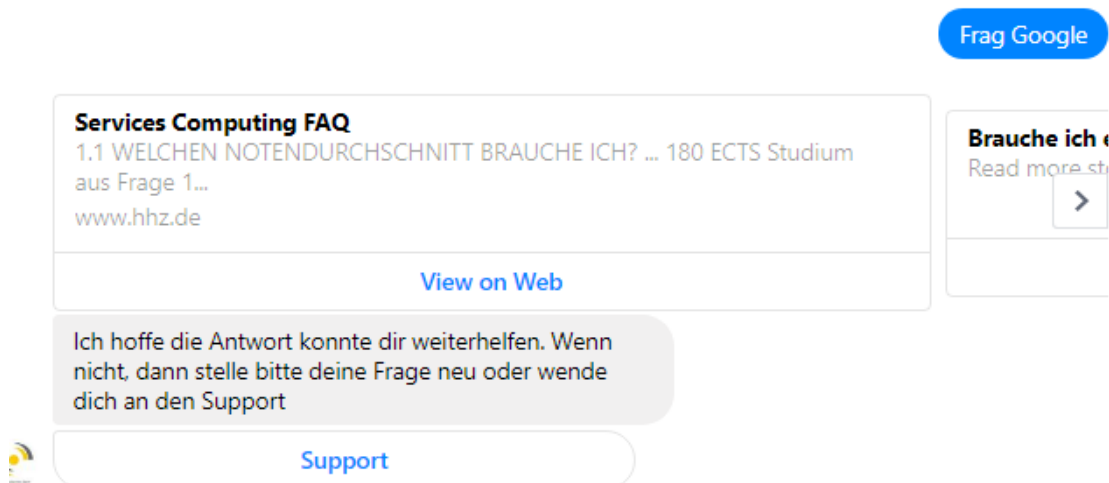 Frag Google
Services Computing FAQ
1.1 WELCHEN NOTENDURCHSCHNITT BRAUCHE ICH? ... 180 ECTS Studium
aus Frage 1...
www.hhz.de
View on Web
Brauche ich
Read more
Ich hoffe die Antwort konnte dir weiterhelfen. Wenn
nicht, dann stelle bitte deine Frage neu oder wende
dich an den Support
Support